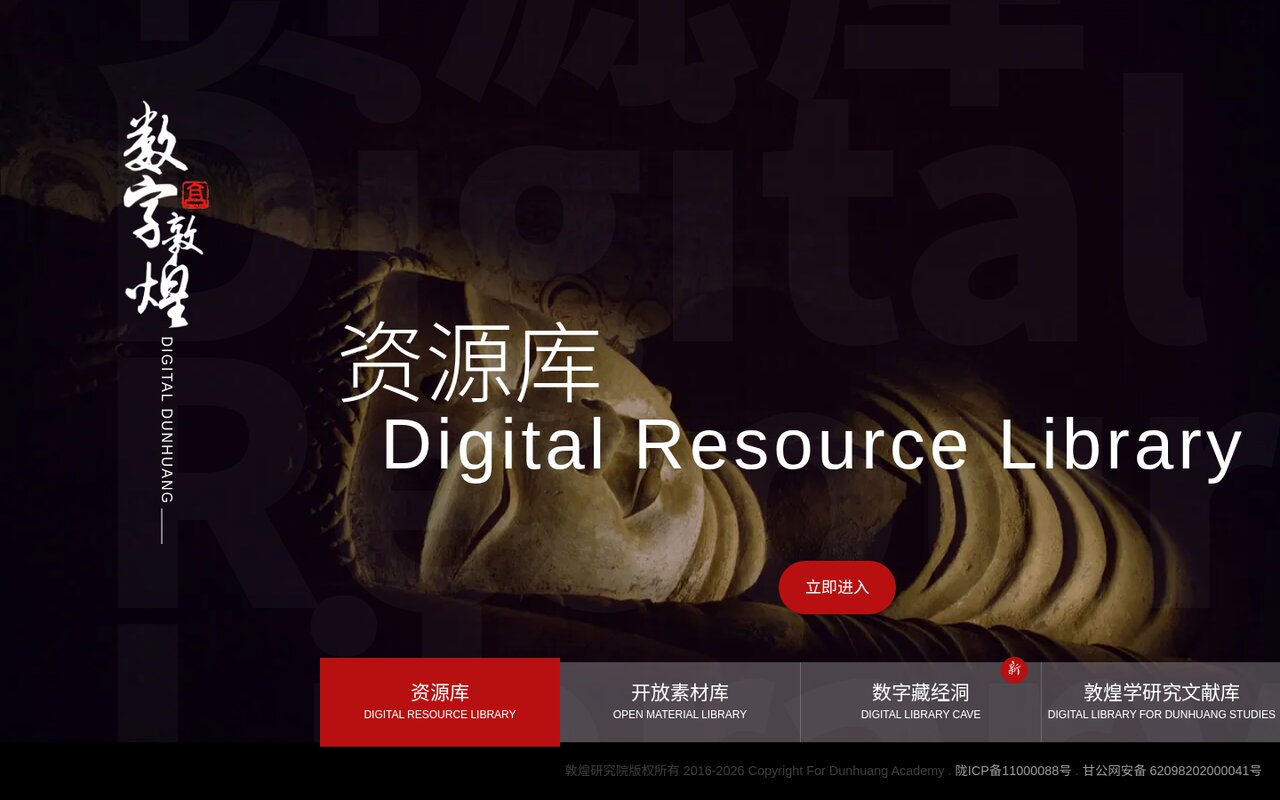 数字敦煌
DIGITAL DUNHUANG
资源库
Digital Resource Library
立即进入
资源库
DIGITAL RESOURCE LIBRARY
开放素材库
OPEN MATERIAL LIBRARY
新
数字藏经洞
DIGITAL LIBRARY CAVE
敦煌学研究文献库
DIGITAL LIBRARY FOR DUNHUANG STUDIES
敦煌研究院版权所有 2016-2026 Copyright For Dunhuang Academy . 陇ICP备11000088号 . 甘公网安备 62098202000041号